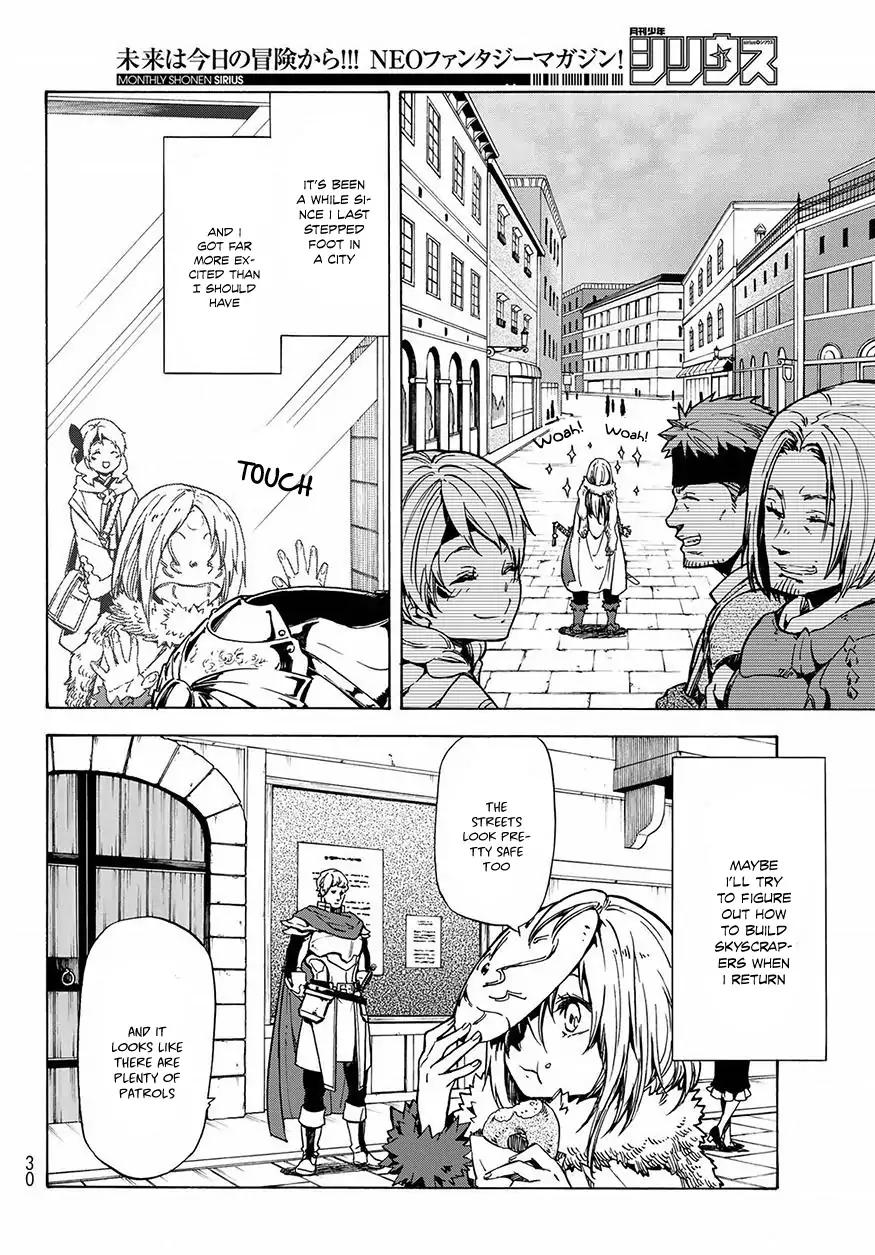 未来は今日の冒険から!!! NEOファンタジーマガジン!
月刊少年
シリウス
MONTHLY SHONEN SIRIUS
Woah!
Woah!
IT'S BEEN
A WHILE SI-
NCE I LAST
STEPPED
FOOT IN
A CITY
AND I
GOT FAR
MORE EX-
CITED THAN
I SHOULD
HAVE
TOUCH
MAYBE
I'LL TRY
TO FIGURE
OUT HOW
TO BUILD
SKYSCRAP-
ERS WHEN
I RETURN
THE
STREETS
LOOK PRE-
TTY SAFE
TOO
AND IT
LOOKS LIKE
THERE ARE
PLENTY OF
PATROLS
30